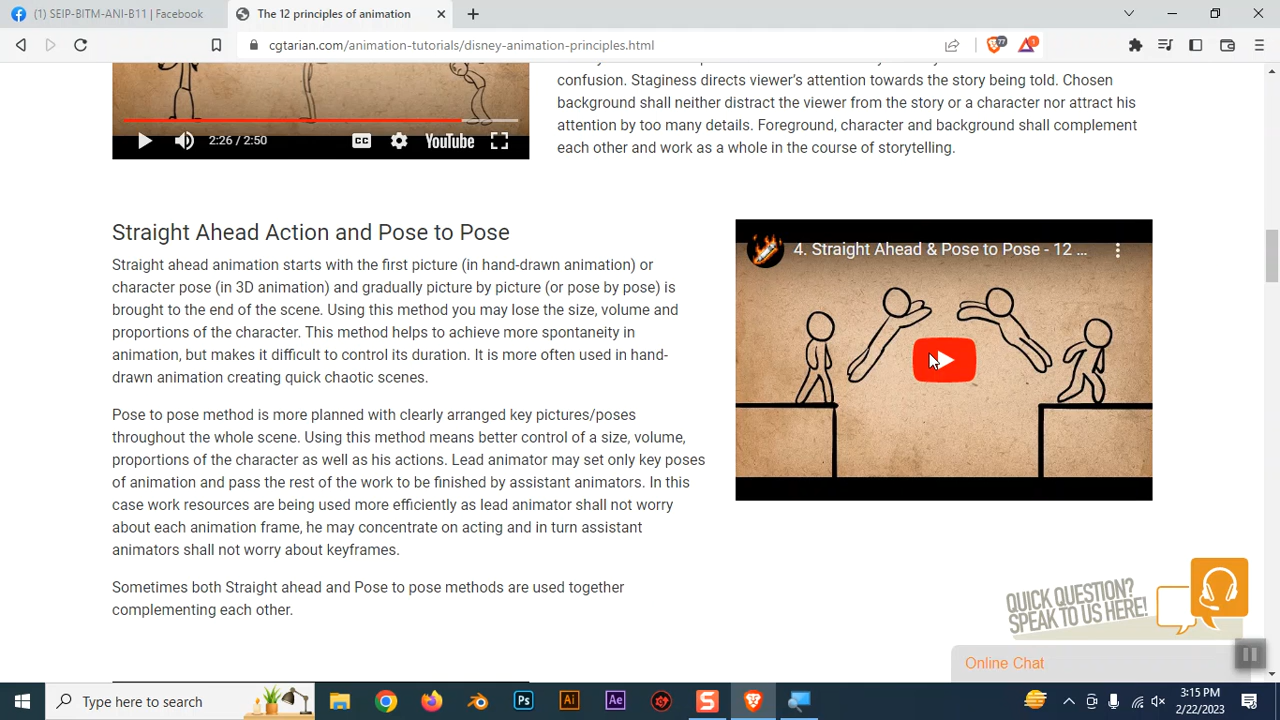 (1) SEIP-BITM-ANI-B11 | Facebook
The 12 principles of animation
cgtarian.com/animation-tutorials/disney-animation-principles.html
77
1
confusion. Staginess directs viewer's attention towards the story being told. Chosen
background shall neither distract the viewer from the story or a character nor attract his
attention by too many details. Foreground, character and background shall complement
each other and work as a whole in the course of storytelling.
2:26 / 2:50
CC
YouTube
Straight Ahead Action and Pose to Pose
Straight ahead animation starts with the first picture (in hand-drawn animation) or
character pose (in 3D animation) and gradually picture by picture (or pose by pose) is
brought to the end of the scene. Using this method you may lose the size, volume and
proportions of the character. This method helps to achieve more spontaneity in
animation, but makes it difficult to control its duration. It is more often used in hand-
drawn animation creating quick chaotic scenes.
Pose to pose method is more planned with clearly arranged key pictures/poses
throughout the whole scene. Using this method means better control of a size, volume,
proportions of the character as well as his actions. Lead animator may set only key poses
of animation and pass the rest of the work to be finished by assistant animators. In this
case work resources are being used more efficiently as lead animator shall not worry
about each animation frame, he may concentrate on acting and in turn assistant
animators shall not worry about keyframes.
Sometimes both Straight ahead and Pose to pose methods are used together
complementing each other.
4. Straight Ahead & Pose to Pose - 12 ...
QUICK QUESTION?
SPEAK TO US HERE!
Online Chat
Type here to search
Ps
Ai
Ae
S
3:15 PM
2/22/2023